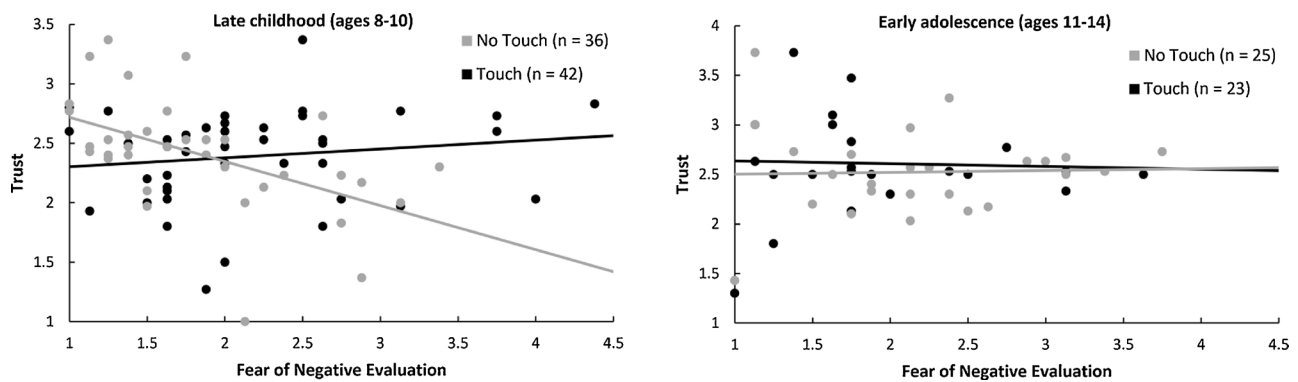 Late childhood (ages 8-10)
No Touch (n = 36)
Touch (n = 42)
Trust
3.5
3
2.5
2
1.5
1
1 1.5 2 2.5 3 3.5 4 4.5
Fear of Negative Evaluation
Early adolescence (ages 11-14)
No Touch (n = 25)
Touch (n = 23)
Trust
4.5
4
3.5
3
2.5
2
1.5
1
1 1.5 2 2.5 3 3.5 4 4.5
Fear of Negative Evaluation